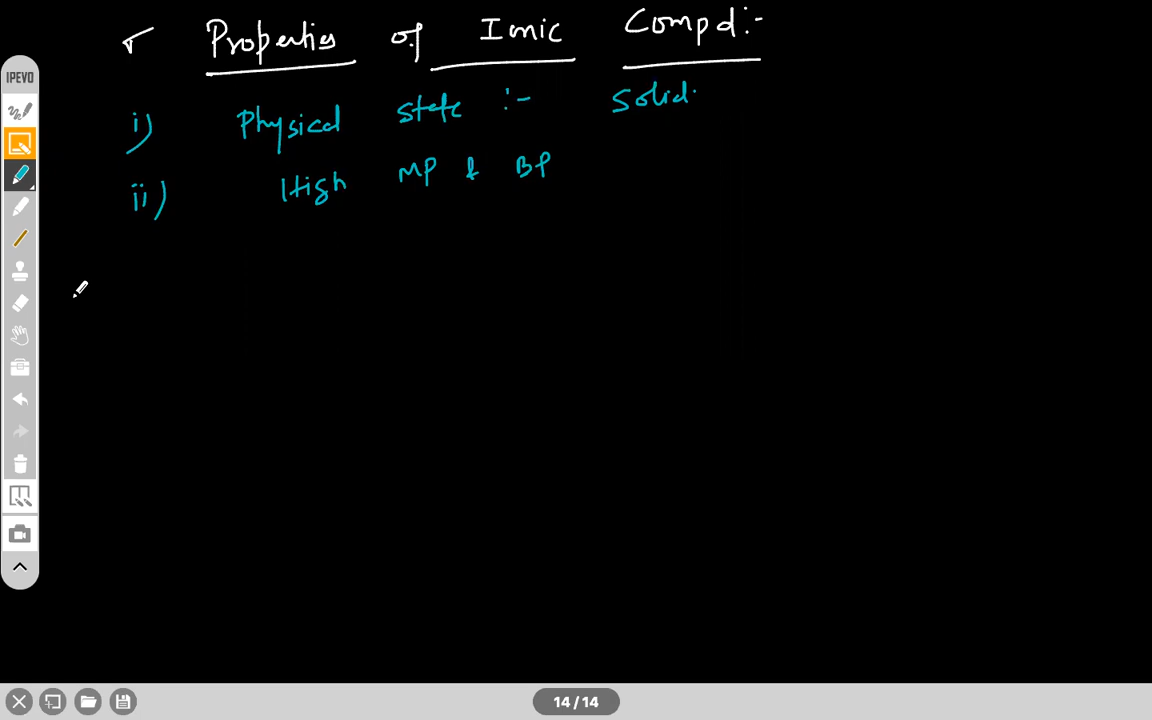 Properties of Ionic Compd:-
IPEVO
i) Physical state :- Solid.
ii) High MP & BP
14/14